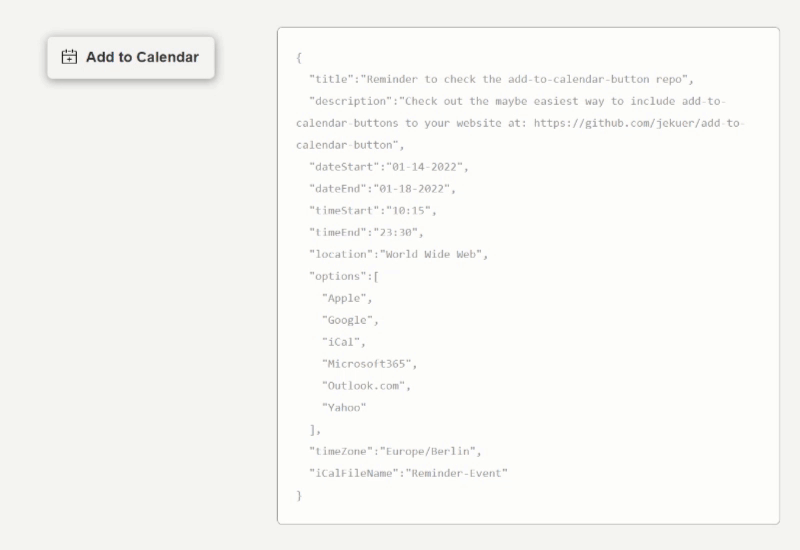 Add to Calendar
{
"title":"Reminder to check the add-to-calendar-button repo",
"description":"Check out the maybe easiest way to include add-to-
calendar-buttons to your website at: https://github.com/jekuer/add-to-
calendar-button",
"dateStart":"01-14-2022",
"dateEnd":"01-18-2022",
"timeStart":"10:15",
"timeEnd":"23:30",
"location":"World Wide Web",
"options":[
"Apple",
"Google",
"iCal",
"Microsoft365",
"Outlook.com",
"Yahoo"
],
"timeZone":"Europe/Berlin",
"iCalFileName":"Reminder-Event"
}